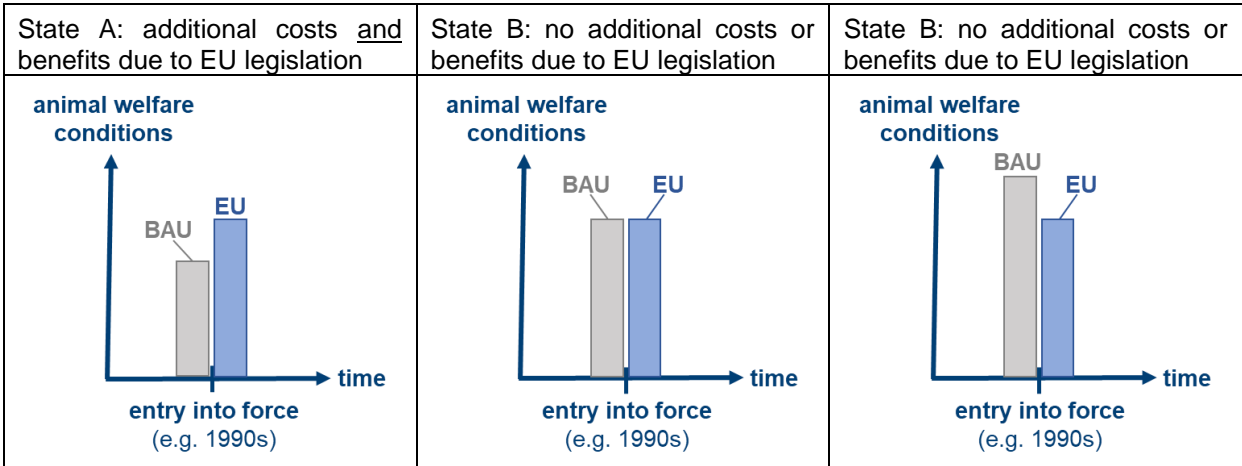 State A: additional costs and
benefits due to EU legislation
animal welfare
conditions
BAU
EU
time
entry into force
(e.g. 1990s)
State B: no additional costs or
benefits due to EU legislation
animal welfare
conditions
BAU
EU
time
entry into force
(e.g. 1990s)
State B: no additional costs or
benefits due to EU legislation
animal welfare
conditions
BAU
EU
time
entry into force
(e.g. 1990s)